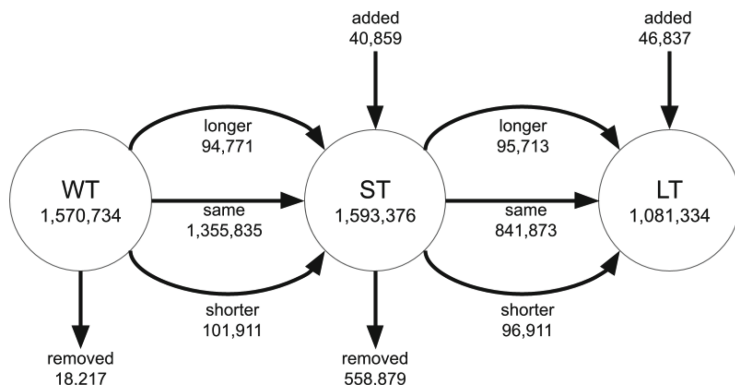 added
40,859
added
46,837
longer
94,771
longer
95,713
WT
1,570,734
ST
1,593,376
LT
1,081,334
same
1,355,835
same
841,873
shorter
101,911
shorter
96,911
removed
18.217
removed
558.879